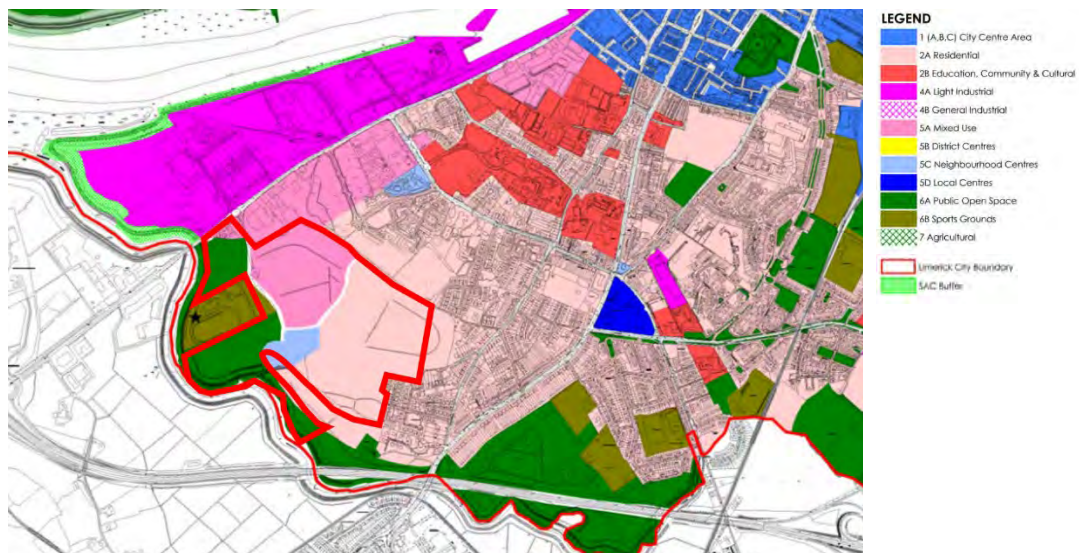 LEGEND
1 (A,B,C) City Centre Area
2A Residential
2B Education, Community & Cultural
4A Light Industrial
4B General Industrial
5A Mixed Use
5B District Centres
5C Neighbourhood Centres
5D Local Centres
6A Public Open Space
6B Sports Grounds
7 Agricultural
Limerick City Boundary
SAC Buffer